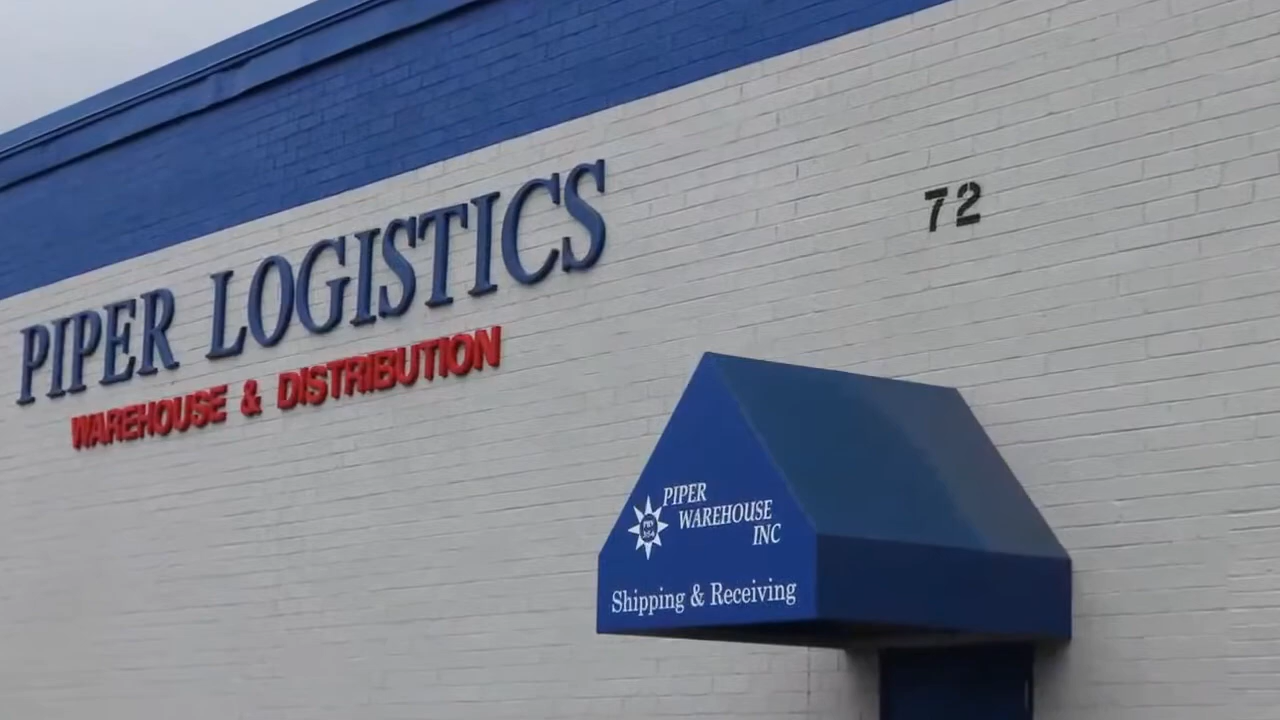 PIPER LOGISTICS
WAREHOUSE & DISTRIBUTION
72
PIPER
WAREHOUSE
INC
Shipping & Receiving